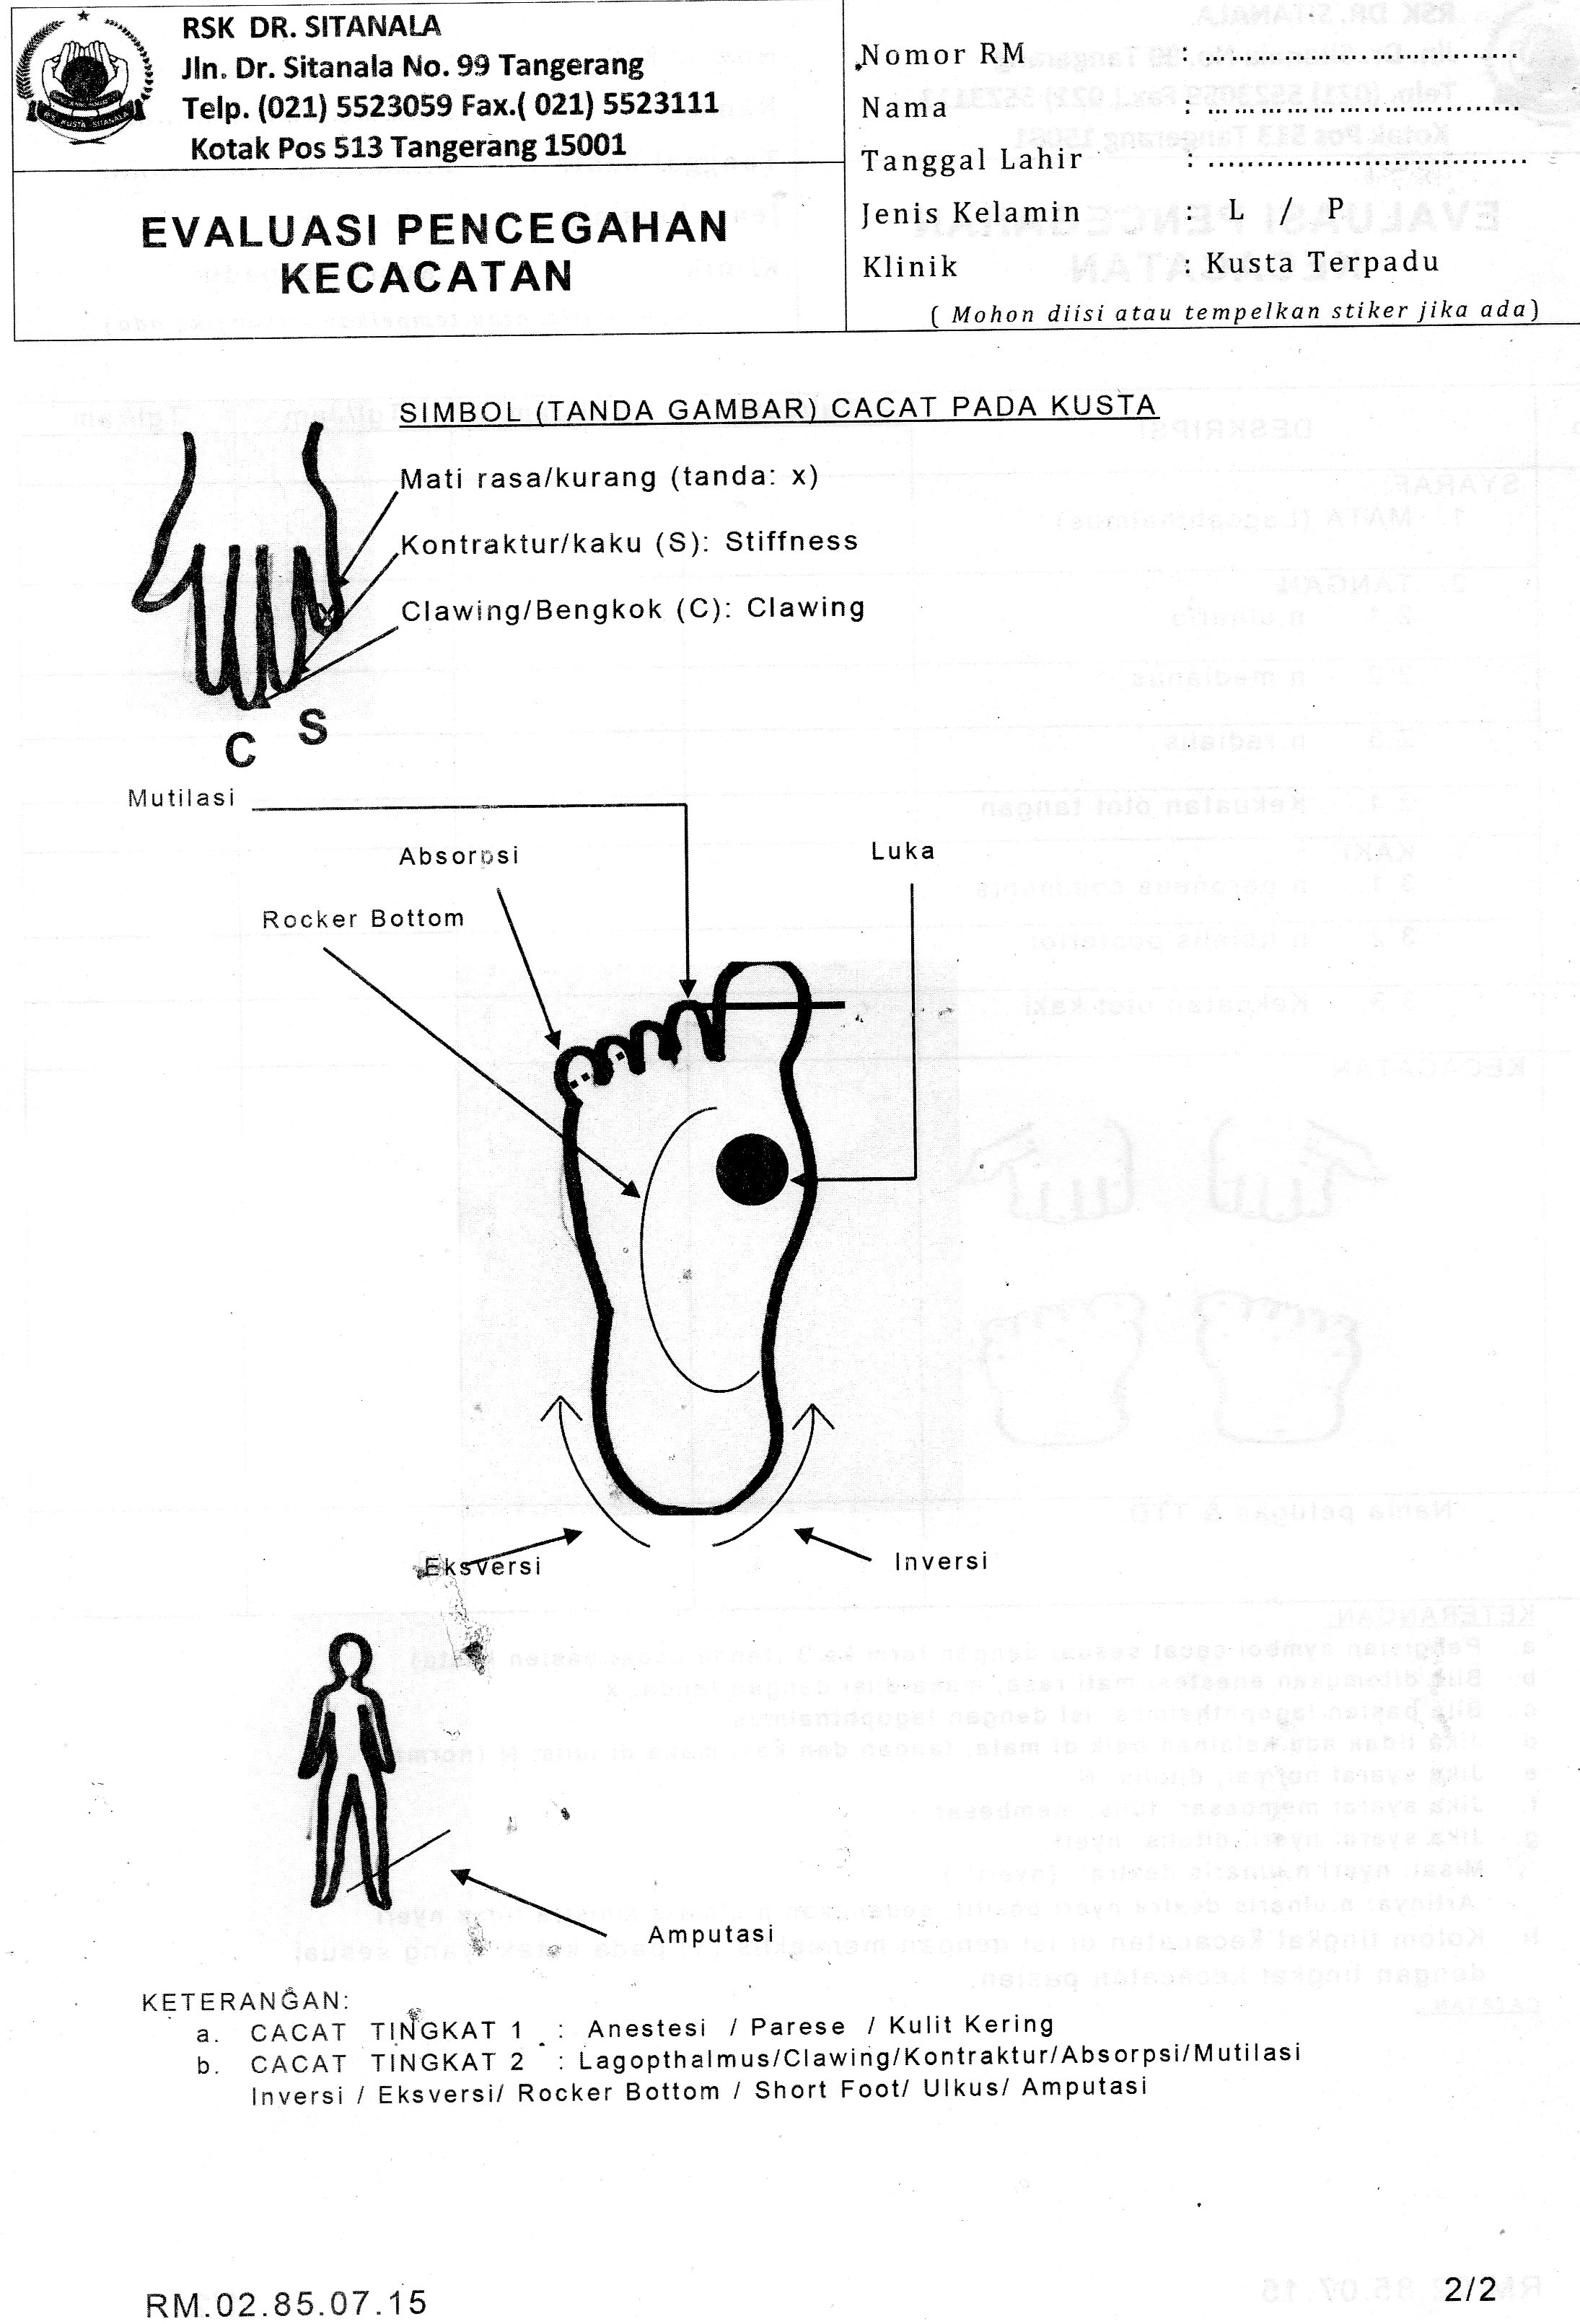 RSK DR. SITANALA
Jln. Dr. Sitanala No. 99 Tangerang
Telp. (021) 5523059 Fax.( 021) 5523111
Kotak Pos 513 Tangerang 15001
EVALUASI PENCEGAHAN
KECACATAN
Nomor RM : ....................................
Nama : ....................................
Tanggal Lahir : ....................................
Jenis Kelamin : L / P
Klinik : Kusta Terpadu
( Mohon diisi atau tempelkan stiker jika ada)
SIMBOL (TANDA GAMBAR) CACAT PADA KUSTA
Mati rasa/kurang (tanda: x)
Kontraktur/kaku (S): Stiffness
Clawing/Bengkok (C): Clawing
C S
Mutilasi
Absorpsi
Luka
Rocker Bottom
Eksversi
Inversi
Amputasi
KETERANGAN:
a. CACAT TINGKAT 1 : Anestesi / Parese / Kulit Kering
b. CACAT TINGKAT 2 : Lagopthalmus/Clawing/Kontraktur/Absorpsi/Mutilasi
Inversi / Eksversi/ Rocker Bottom / Short Foot/ Ulkus/ Amputasi
RM.02.85.07.15
2/2